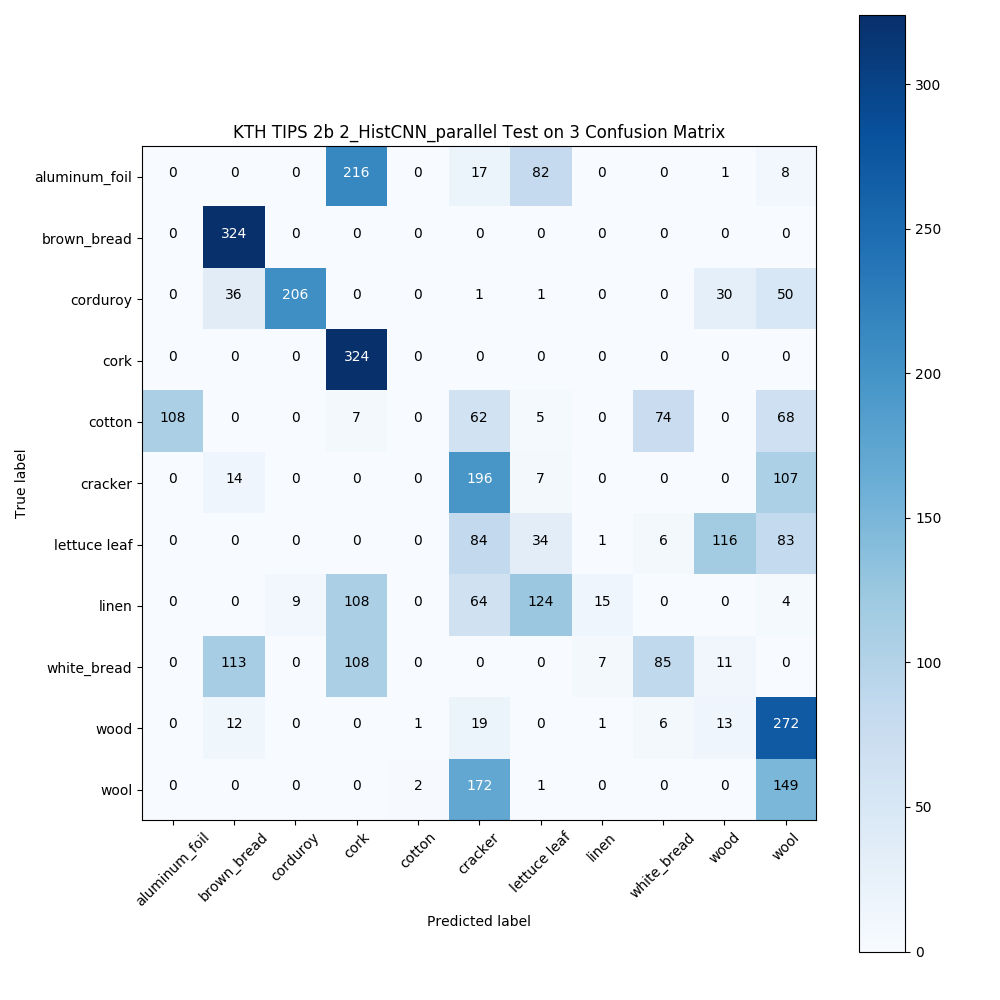 KTH TIPS 2b 2_HistCNN_parallel Test on 3 Confusion Matrix
True label
aluminum_foil 0 0 0 216 0 17 82 0 0 1 8
brown_bread 0 324 0 0 0 0 0 0 0 0 0
corduroy 0 36 206 0 0 1 1 0 0 30 50
cork 0 0 0 324 0 0 0 0 0 0 0
cotton 108 0 0 7 0 62 5 0 74 0 68
cracker 0 14 0 0 0 196 7 0 0 0 107
lettuce leaf 0 0 0 0 0 84 34 1 6 116 83
linen 0 0 9 108 0 64 124 15 0 0 4
white_bread 0 113 0 108 0 0 0 7 85 11 0
wood 0 12 0 0 1 19 0 1 6 13 272
wool 0 0 0 0 2 172 1 0 0 0 149
aluminum_foil brown_bread corduroy cork cotton cracker lettuce leaf linen white_bread wood wool
Predicted label
300
250
200
150
100
50
0